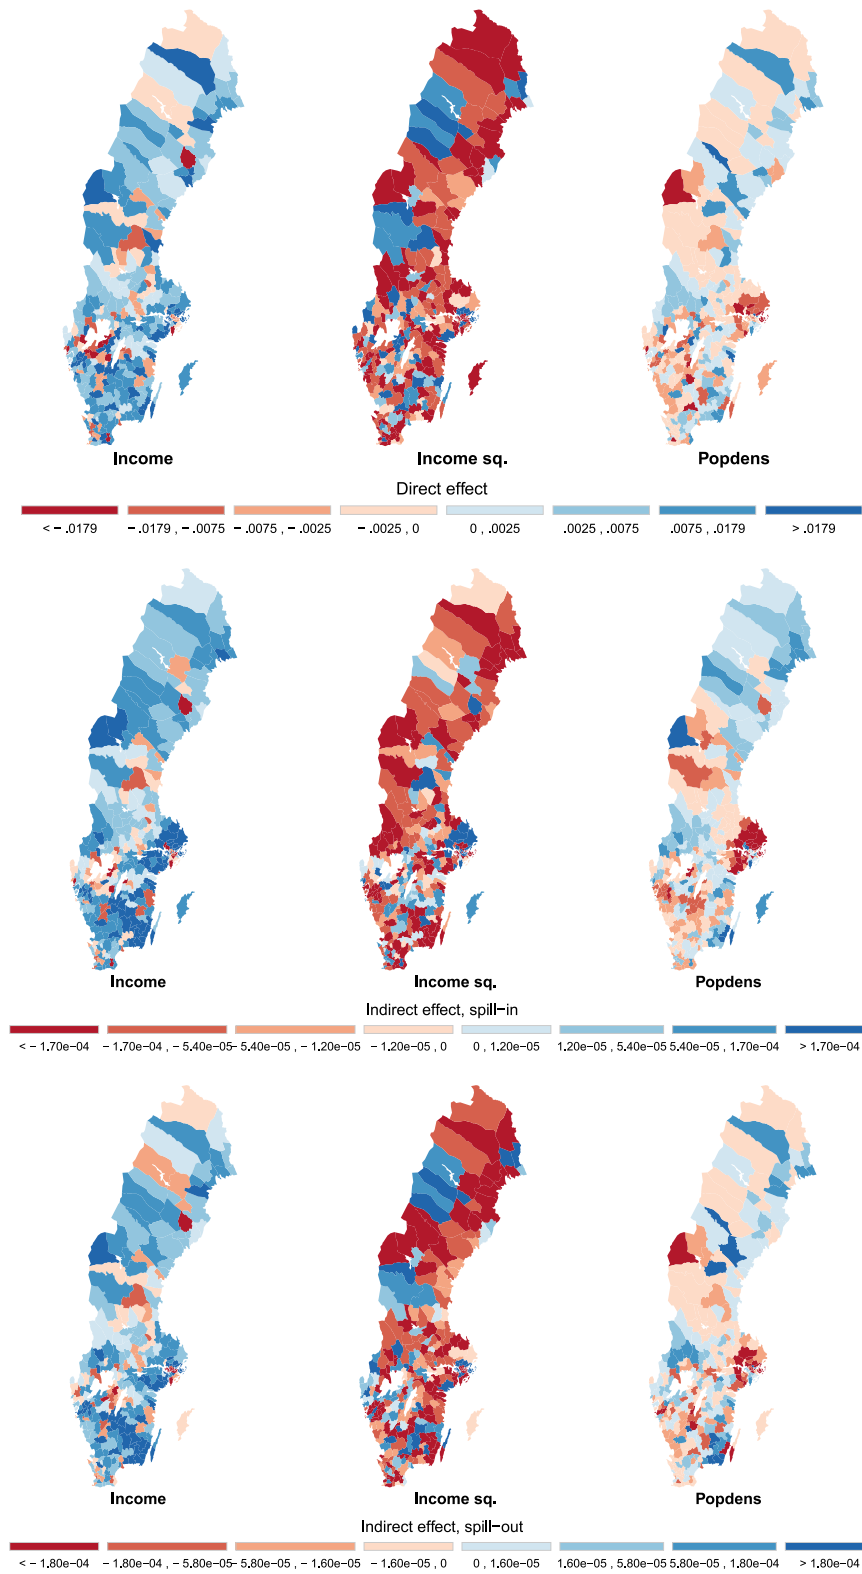 Income Income sq. Popdens
Direct effect
< − .0179 −.0179 , −.0075 − .0075 , −.0025 − .0025 , 0 0 , .0025 .0025 , .0075 .0075 , .0179 > .0179
Income Income sq. Popdens
Indirect effect, spill−in
< − 1.70e−04 − 1.70e−04 , − 5.40e−05 − 5.40e−05 , − 1.20e−05 − 1.20e−05 , 0 0 , 1.20e−05 1.20e−05 , 5.40e−05 5.40e−05 , 1.70e−04 > 1.70e−04
Income Income sq. Popdens
Indirect effect, spill−out
< − 1.80e−04 − 1.80e−04 , − 5.80e−05 − 5.80e−05 , − 1.60e−05 − 1.60e−05 , 0 0 , 1.60e−05 1.60e−05 , 5.80e−05 5.80e−05 , 1.80e−04 > 1.80e−04